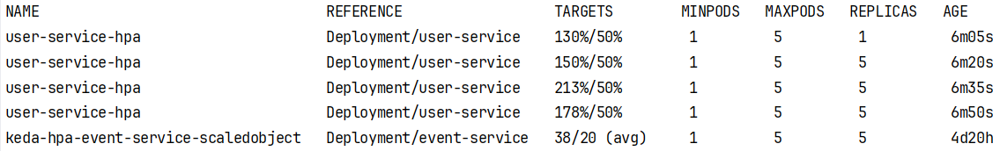 NAME REFERENCE TARGETS MINPODS MAXPODS REPLICAS AGE
user-service-hpa Deployment/user-service 130%/50% 1 5 1 6m05s
user-service-hpa Deployment/user-service 150%/50% 1 5 5 6m20s
user-service-hpa Deployment/user-service 213%/50% 1 5 5 6m35s
user-service-hpa Deployment/user-service 178%/50% 1 5 5 6m50s
keda-hpa-event-service-scaledobject Deployment/event-service 38/20 (avg) 1 5 5 4d20h